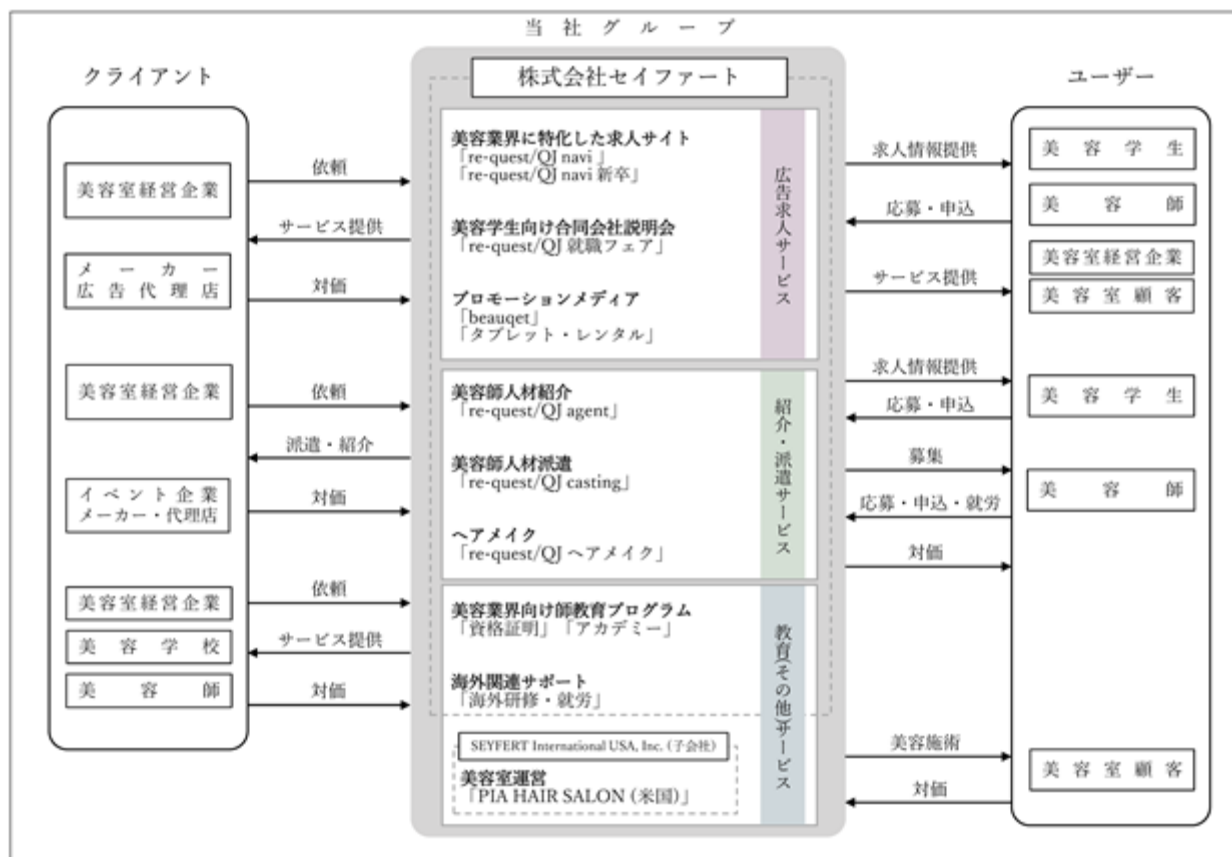 当社グループ
クライアント
株式会社セイファート
ユーザー
美容室経営企業
メーカー
広告代理店
美容室経営企業
イベント企業
メーカー・代理店
美容室経営企業
美容学校
美容師
依頼
サービス提供
対価
依頼
派遣・紹介
対価
依頼
サービス提供
対価
美容業界に特化した求人サイト
「re-quest/QJ navi 」
「re-quest/QJ navi 新卒」
美容学生向け合同会社説明会
「re-quest/QJ 就職フェア」
プロモーションメディア
「beauqet」
「タブレット・レンタル」
広告求人サービス
美容師人材紹介
「re-quest/QJ agent」
美容師人材派遣
「re-quest/QJ casting」
ヘアメイク
「re-quest/QJ ヘアメイク」
紹介・派遣サービス
美容業界向け師教育プログラム
「資格証明」「アカデミー」
海外関連サポート
「海外研修・就労」
SEYFERT International USA, Inc. (子会社)
美容室運営
「PIA HAIR SALON (米国)」
教育(その他)サービス
求人情報提供
応募・申込
サービス提供
求人情報提供
応募・申込
募集
応募・申込・就労
対価
美容施術
対価
美容学生
美容師
美容室経営企業
美容室顧客
美容学生
美容師
美容室顧客